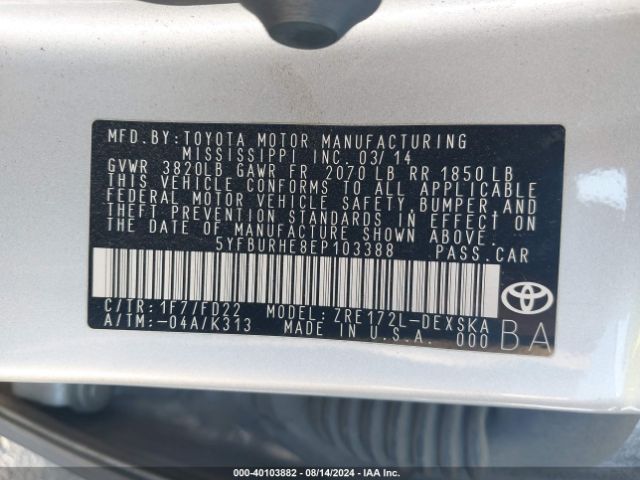 MFD. BY: TOYOTA MOTOR MANUFACTURING
MISSISSIPPI INC. 03/14
GVWR 3820LB GAWR FR 2070 LB RR 1850 LB
THIS VEHICLE CONFORMS TO ALL APPLICABLE
FEDERAL MOTOR VEHICLE SAFETY BUMPER AND
THEFT PREVENTION STANDARDS IN EFFECT ON
THE DATE OF MANUFACTURE SHOWN ABOVE.
5YFBURHE8EP103388 PASS.CAR
C/TR: 1F7/FD22 MODEL: ZRE172L-DEXSKA
A/TM:-04A/K313 MADE IN U.S.A. 000 BA
TOYOTA
000-40103882 - 08/14/2024 - IAA Inc.